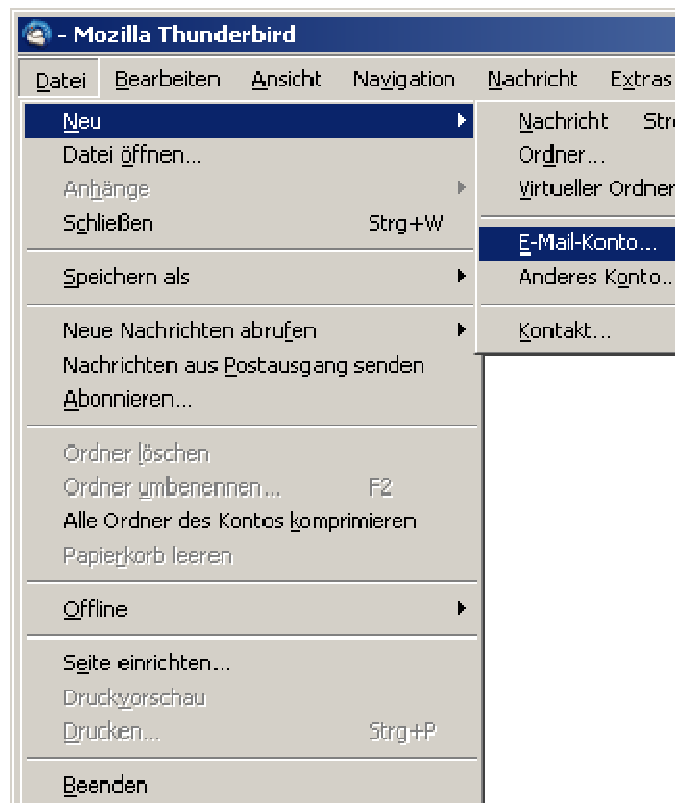 - Mozilla Thunderbird
Datei Bearbeiten Ansicht Navigation Nachricht Extras
Neu
Datei öffnen...
Anhänge
Schließen Strg+W
Speichern als
Neue Nachrichten abrufen
Nachrichten aus Postausgang senden
Abonnieren...
Ordner löschen
Ordner umbenennen... F2
Alle Ordner des Kontos komprimieren
Papierkorb leeren
Offline
Seite einrichten...
Druckvorschau
Drucken... Strg+P
Beenden
Nachricht Str
Ordner...
Virtueller Ordner
E-Mail-Konto...
Anderes Konto..
Kontakt...